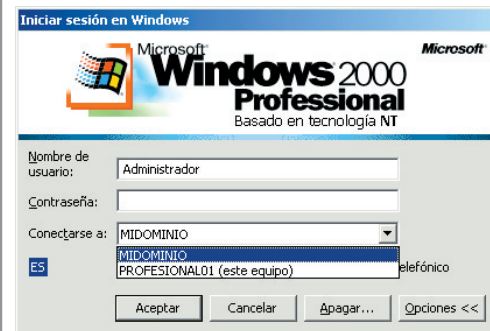 Iniciar sesión en Windows
Microsoft
Microsoft
Windows 2000
Professional
Basado en tecnología NT
Nombre de
usuario:
Administrador
Contraseña:
Conectarse a:
MIDOMINIO
MIDOMINIO
PROFESIONAL01 (este equipo)
ES
elefónico
Aceptar
Cancelar
Apagar...
Opciones <<